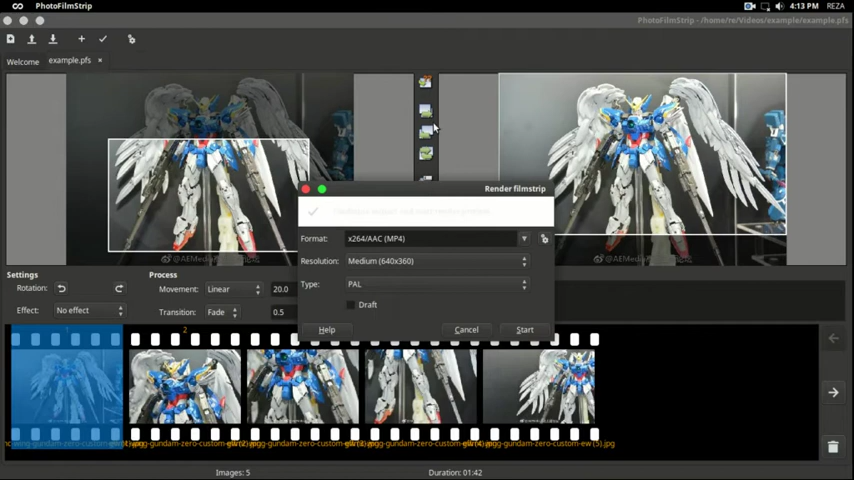 PhotoFilmStrip
4:13 PM
REZA
PhotoFilmStrip - /home/re/Videos/example/example.pfs
Welcome
example.pfs
Render filmstrip
Format:
x264/AAC (MP4)
Resolution:
Medium (640x360)
Type:
PAL
Draft
Help
Cancel
Start
Settings
Process
Rotation:
Movement:
Linear
20.0
Effect:
No effect
Transition:
Fade
0.5
1
2
Images: 5
Duration: 01:42